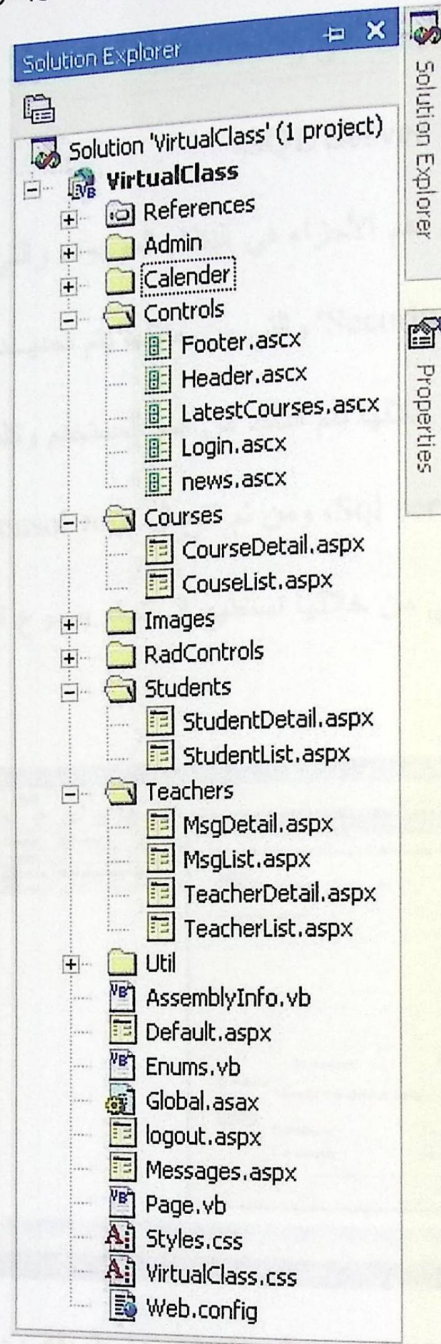 Solution Explorer
Solution 'VirtualClass' (1 project)
VirtualClass
References
Admin
Calender
Controls
Footer.ascx
Header.ascx
LatestCourses.ascx
Login.ascx
news.ascx
Courses
CourseDetail.aspx
CouseList.aspx
Images
RadControls
Students
StudentDetail.aspx
StudentList.aspx
Teachers
MsgDetail.aspx
MsgList.aspx
TeacherDetail.aspx
TeacherList.aspx
Util
AssemblyInfo.vb
Default.aspx
Enums.vb
Global.asax
logout.aspx
Messages.aspx
Page.vb
Styles.css
VirtualClass.css
Web.config
Solution Explorer
Properties